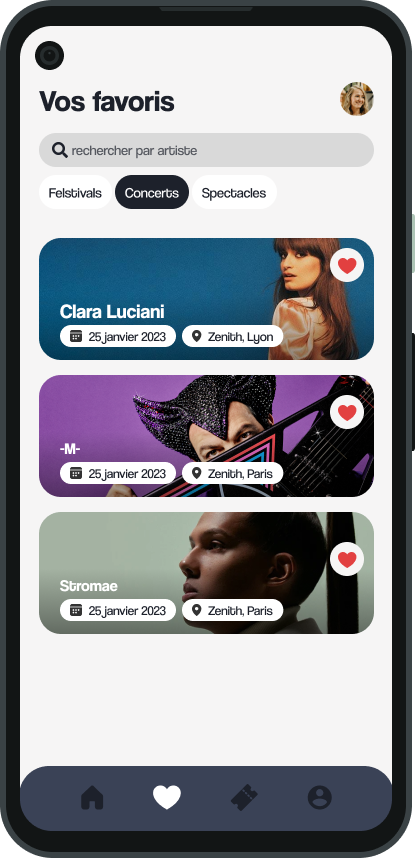 Vos favoris
rechercher par artiste
Felstivals Concerts Spectacles
Clara Luciani
25 janvier 2023 Zenith, Lyon
-M-
25 janvier 2023 Zenith, Paris
Stromae
25 janvier 2023 Zenith, Paris